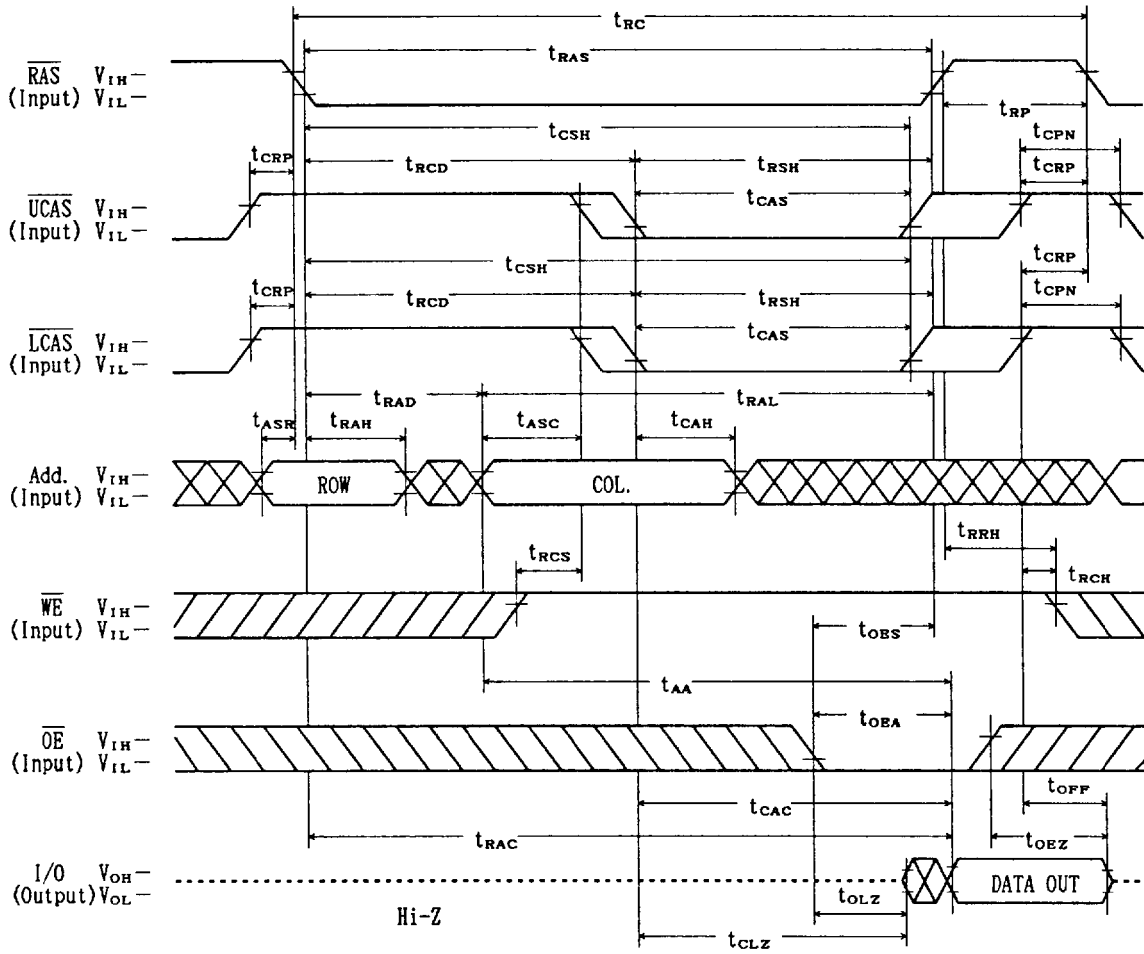 tRC
tRAS
RAS VIH
(Input) VIL
tRP
tCSH
tCPN
tCRP tRCD tRSH
tCRP
UCAS VIH
(Input) VIL
tCAS
tCSH
tCRP
tCRP tRCD tRSH
tCPN
LCAS VIH
(Input) VIL
tCAS
tRAD tRAL
tASR tRAH tASC tCAH
Add. VIH
(Input) VIL
ROW COL.
tRRH
tRCS
tRCH
WE VIH
(Input) VIL
tOES
tAA
tOEA
OE VIH
(Input) VIL
tOFF
tCAC
tRAC
tOEZ
I/O VOH
(Output) VOL
DATA OUT
tOLZ
Hi-Z
tCLZ